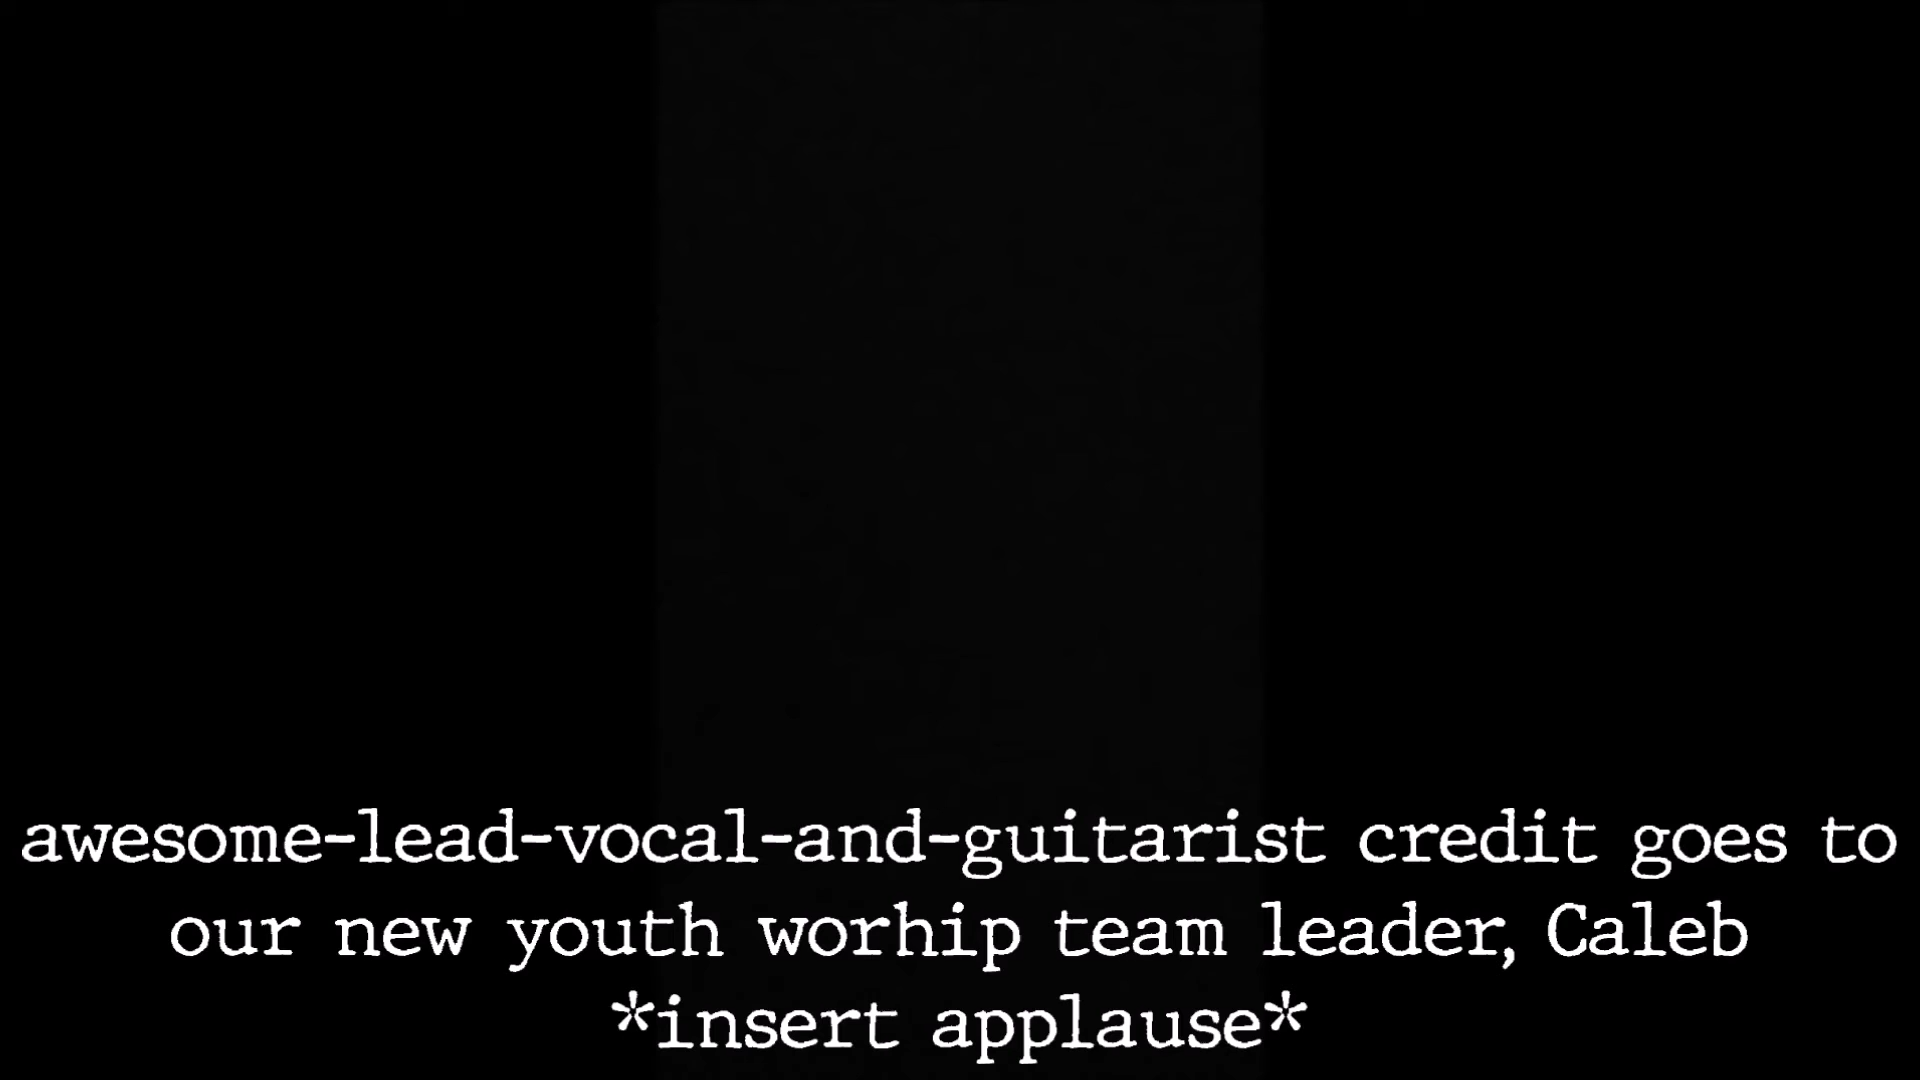 awesome-lead-vocal-and-guitarist credit goes to
our new youth worhip team leader, Caleb
*insert applause*